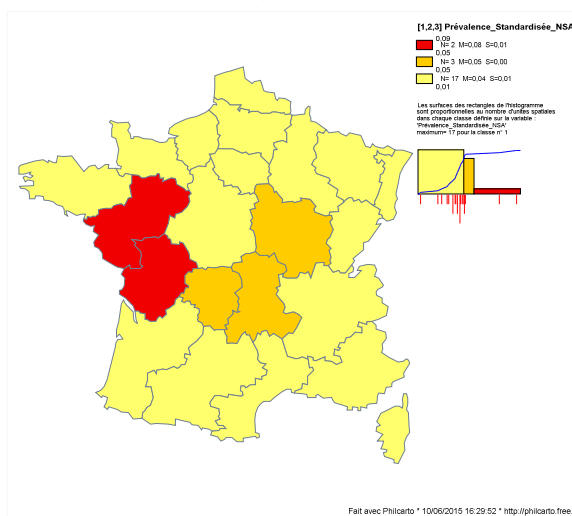 [1,2,3] Prévalence_Standardisée_NSA
0,09
N= 2 M=0,08 S=0,01
0,05
N= 3 M=0,05 S=0,00
0,05
N= 17 M=0,04 S=0,01
0,01
Les surfaces des rectangles de l'histogramme
sont proportionnelles au nombre d'unités spatiales
dans chaque classe définie sur la variable :
'Prévalence_Standardisée_NSA'
maximum= 17 pour la classe n° 1
Fait avec Philcarto * 10/06/2015 16:29:52 * http://philcarto.free.